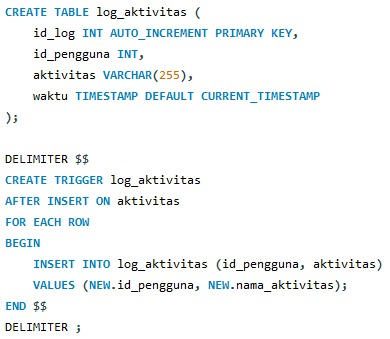 CREATE TABLE log_aktivitas (
    id_log INT AUTO_INCREMENT PRIMARY KEY,
    id_pengguna INT,
    aktivitas VARCHAR(255),
    waktu TIMESTAMP DEFAULT CURRENT_TIMESTAMP
);

DELIMITER $$
CREATE TRIGGER log_aktivitas
AFTER INSERT ON aktivitas
FOR EACH ROW
BEGIN
    INSERT INTO log_aktivitas (id_pengguna, aktivitas)
    VALUES (NEW.id_pengguna, NEW.nama_aktivitas);
END $$
DELIMITER ;